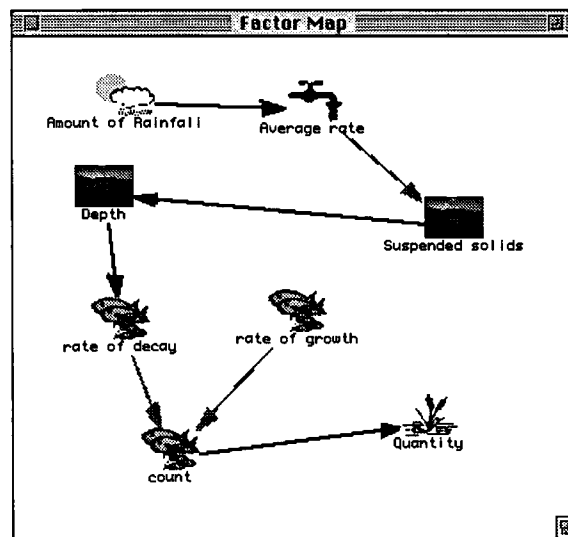 Factor Map
Amount of Rainfall
Average rate
Depth
Suspended solids
rate of decay
rate of growth
Quantity
count